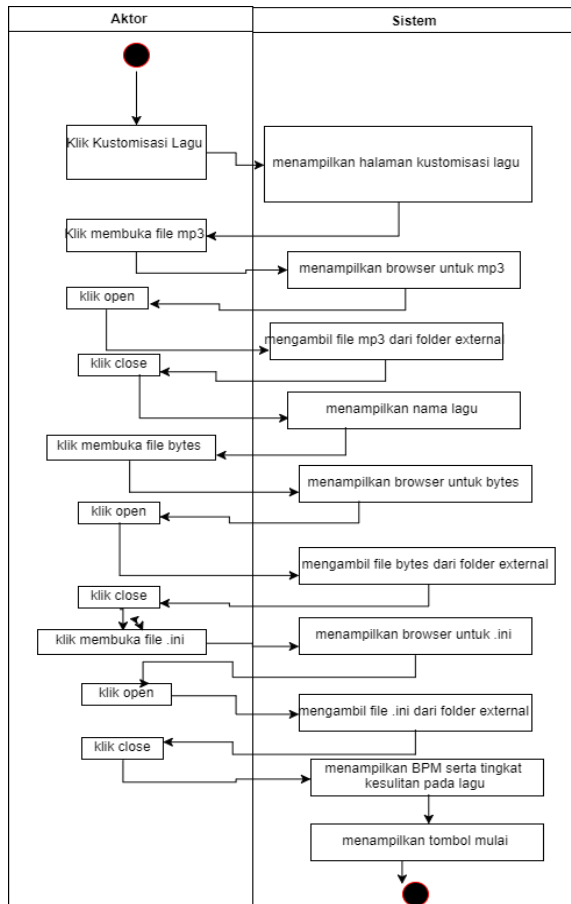 Aktor
Sistem
Klik Kustomisasi Lagu
menampilkan halaman kustomisasi lagu
Klik membuka file mp3
menampilkan browser untuk mp3
klik open
mengambil file mp3 dari folder external
klik close
menampilkan nama lagu
klik membuka file bytes
menampilkan browser untuk bytes
klik open
mengambil file bytes dari folder external
klik close
klik membuka file .ini
menampilkan browser untuk .ini
klik open
mengambil file .ini dari folder external
klik close
menampilkan BPM serta tingkat
kesulitan pada lagu
menampilkan tombol mulai